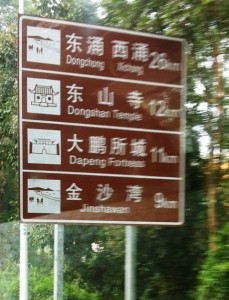 东涌 西涌 26km
Dongchong Xichong
东山寺 12km
Dongshan Temple
大鹏所城 11km
Dapeng Fortress
金沙湾 9km
Jinshawan